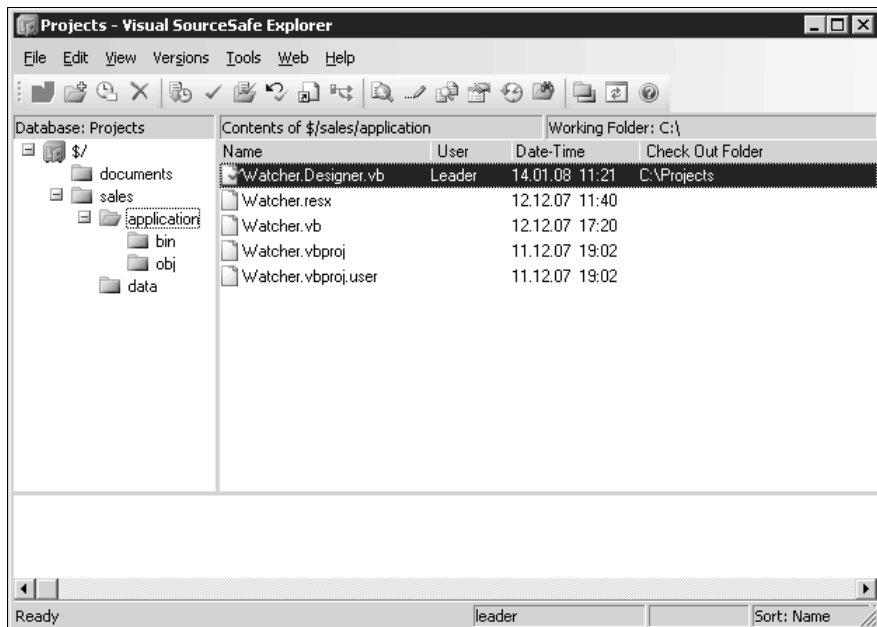 Projects - Visual SourceSafe Explorer
File Edit View Versions Tools Web Help
Database: Projects
Contents of $/sales/application
Working Folder: C:\
$/
documents
sales
application
bin
obj
data
Name User Date-Time Check Out Folder
Watcher.Designer.vb Leader 14.01.08 11:21 C:\Projects
Watcher.resx 12.12.07 11:40
Watcher.vb 12.12.07 17:20
Watcher.vbproj 11.12.07 19:02
Watcher.vbproj.user 11.12.07 19:02
Ready leader Sort: Name